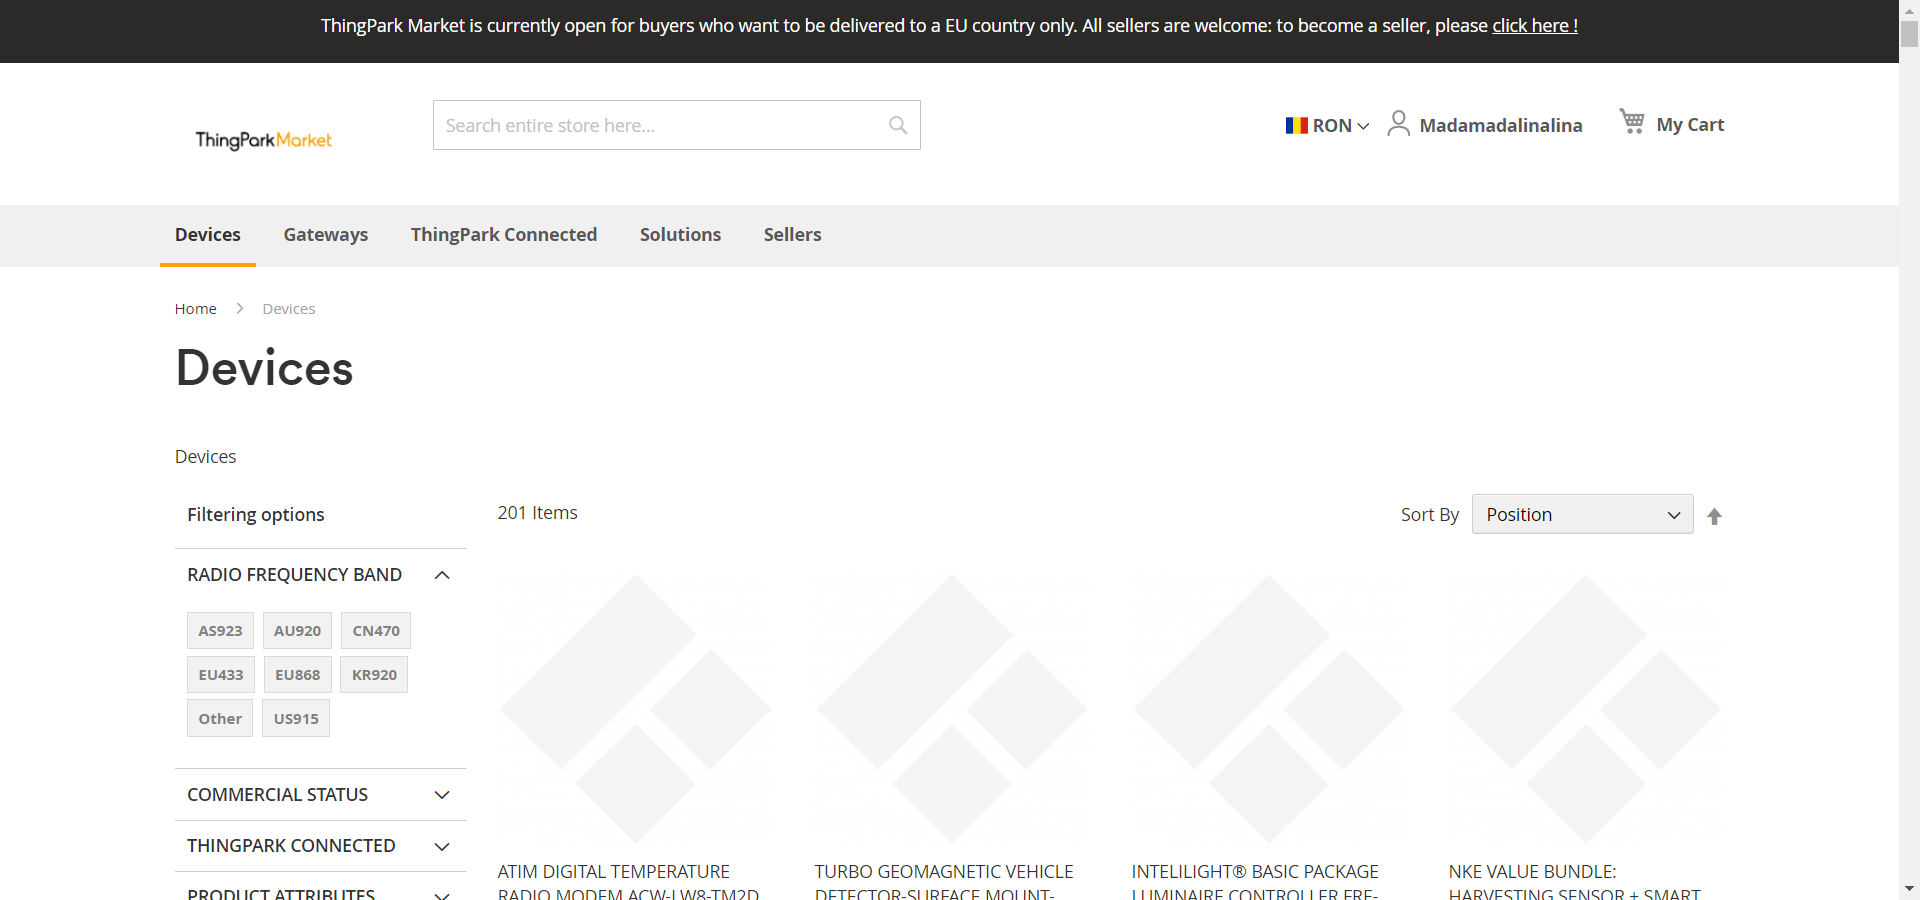 ThingPark Market is currently open for buyers who want to be delivered to a EU country only. All sellers are welcome: to become a seller, please click here !
ThingParkMarket
Search entire store here...
RON
Madamadalinalina
My Cart
Devices
Gateways
ThingPark Connected
Solutions
Sellers
Home
Devices
Devices
Devices
Filtering options
201 Items
Sort By
Position
RADIO FREQUENCY BAND
AS923
AU920
CN470
EU433
EU868
KR920
Other
US915
COMMERCIAL STATUS
THINGPARK CONNECTED
PRODUCT ATTRIBUTES
ATIM DIGITAL TEMPERATURE
RADIO MODEM ACW-LW8-TM2D
TURBO GEOMAGNETIC VEHICLE
DETECTOR-SURFACE MOUNT-
INTELILIGHT® BASIC PACKAGE
LUMINAIRE CONTROLLER FRE-
NKE VALUE BUNDLE:
HARVESTING SENSOR + SMART